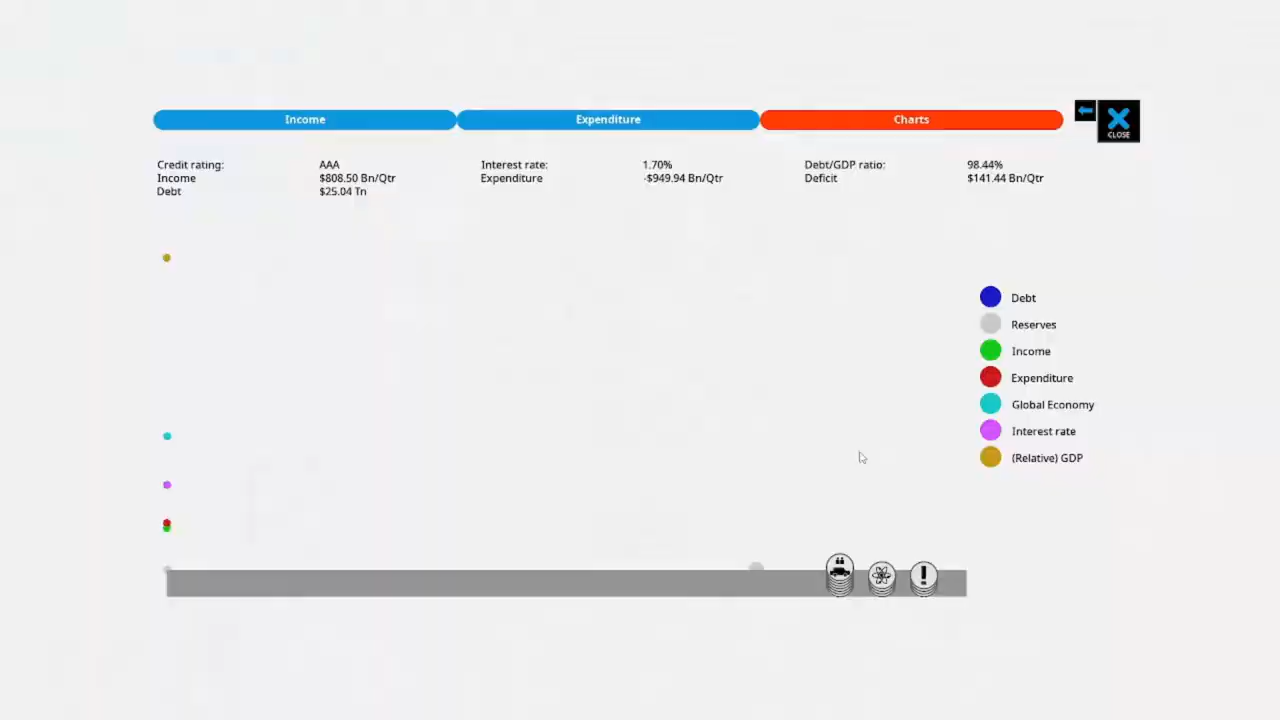 Income Expenditure Charts
CLOSE
Credit rating: AAA Interest rate: 1.70% Debt/GDP ratio: 98.44%
Income $808.50 Bn/Qtr Expenditure -$949.94 Bn/Qtr Deficit $141.44 Bn/Qtr
Debt $25.04 Tn
Debt
Reserves
Income
Expenditure
Global Economy
Interest rate
(Relative) GDP